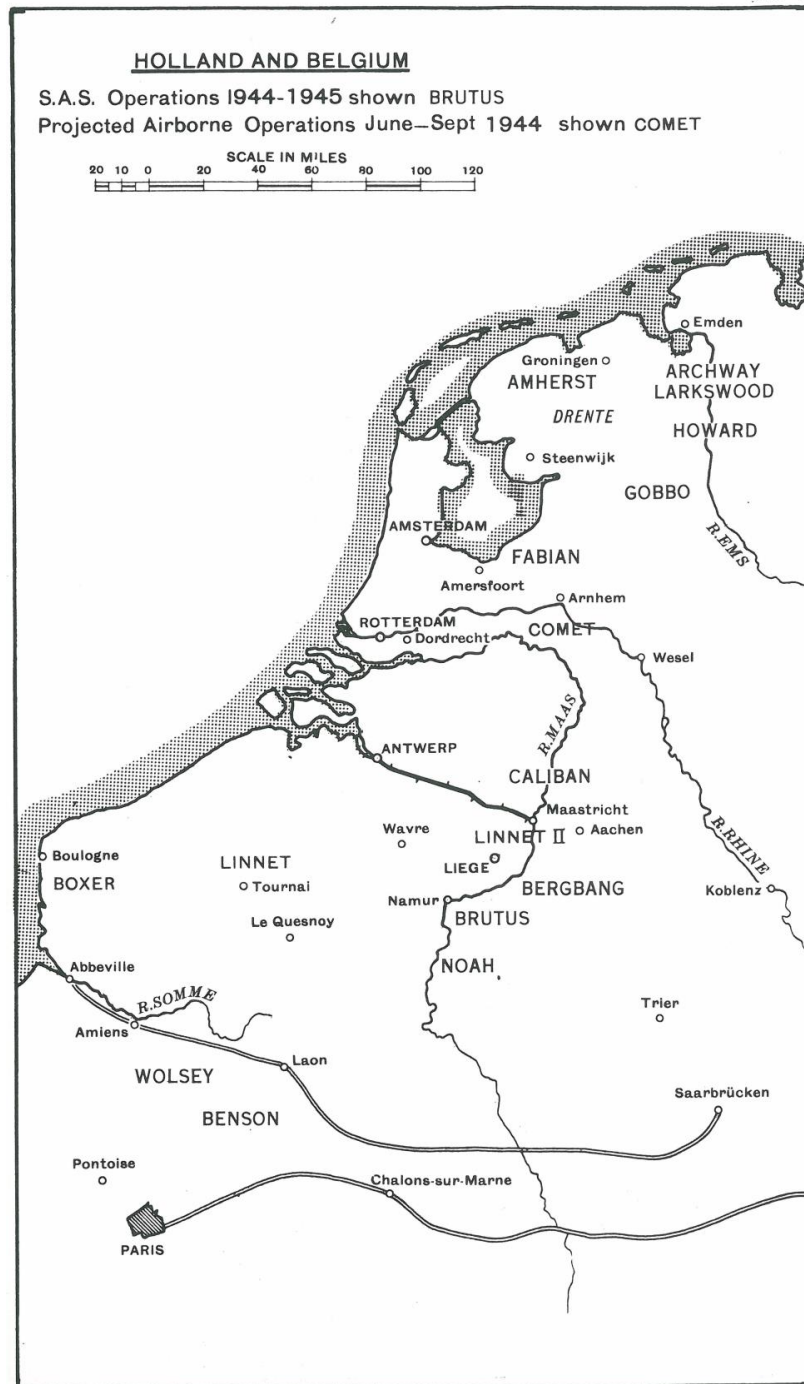 HOLLAND AND BELGIUM
S.A.S. Operations 1944-1945 shown BRUTUS
Projected Airborne Operations June–Sept 1944 shown COMET
SCALE IN MILES
20 10 0 20 40 60 80 100 120
Emden
Groningen
ARCHWAY
AMHERST
LARKSWOOD
DRENTE
HOWARD
Steenwijk
GOBBO
AMSTERDAM
R.EMS
FABIAN
Amersfoort
Arnhem
ROTTERDAM
COMET
Dordrecht
Wesel
R.MAAS
ANTWERP
CALIBAN
Maastricht
Wavre
LINNET II
Aachen
R.RHINE
Boulogne
LINNET
LIEGE
BOXER
Tournai
BERGBANG
Koblenz
Namur
Le Quesnoy
BRUTUS
NOAH
Abbeville
R.SOMME
Amiens
Trier
Laon
WOLSEY
Saarbrücken
BENSON
Pontoise
Chalons-sur-Marne
PARIS